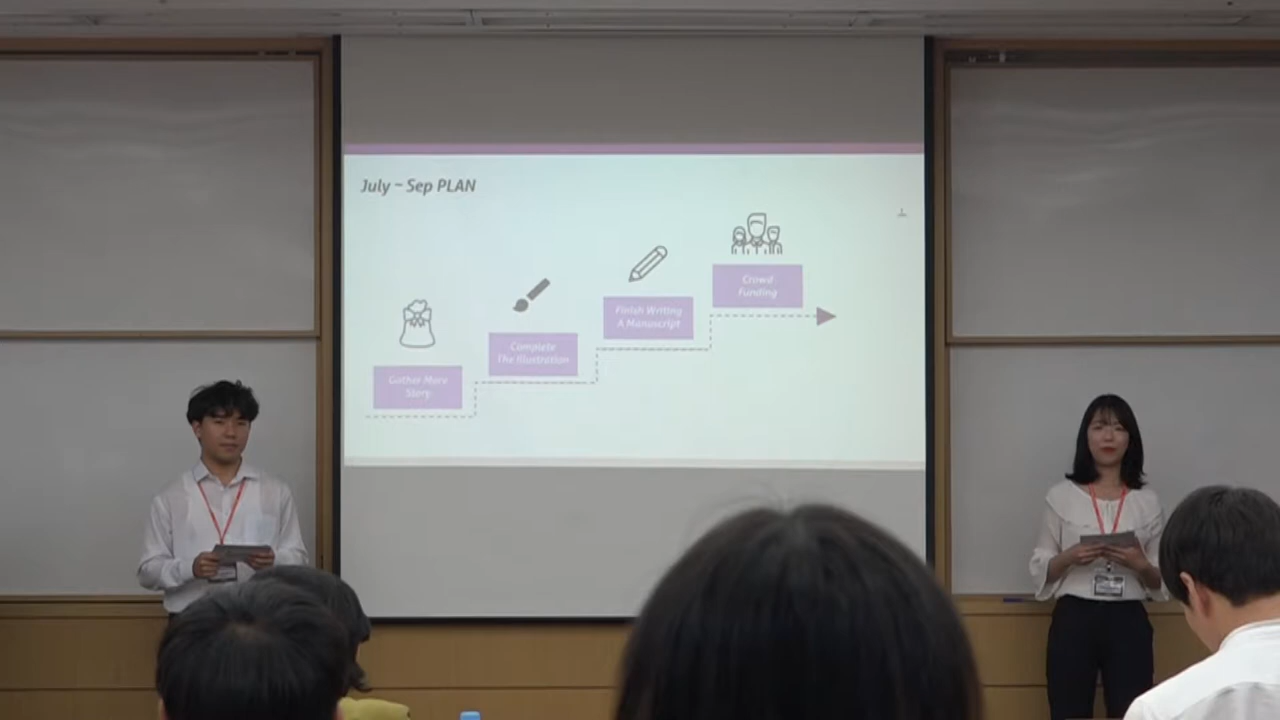 July ~ Sep PLAN
Crowd
Funding
Finish Writing
A Manuscript
Complete
The Illustration
Gather More
Story